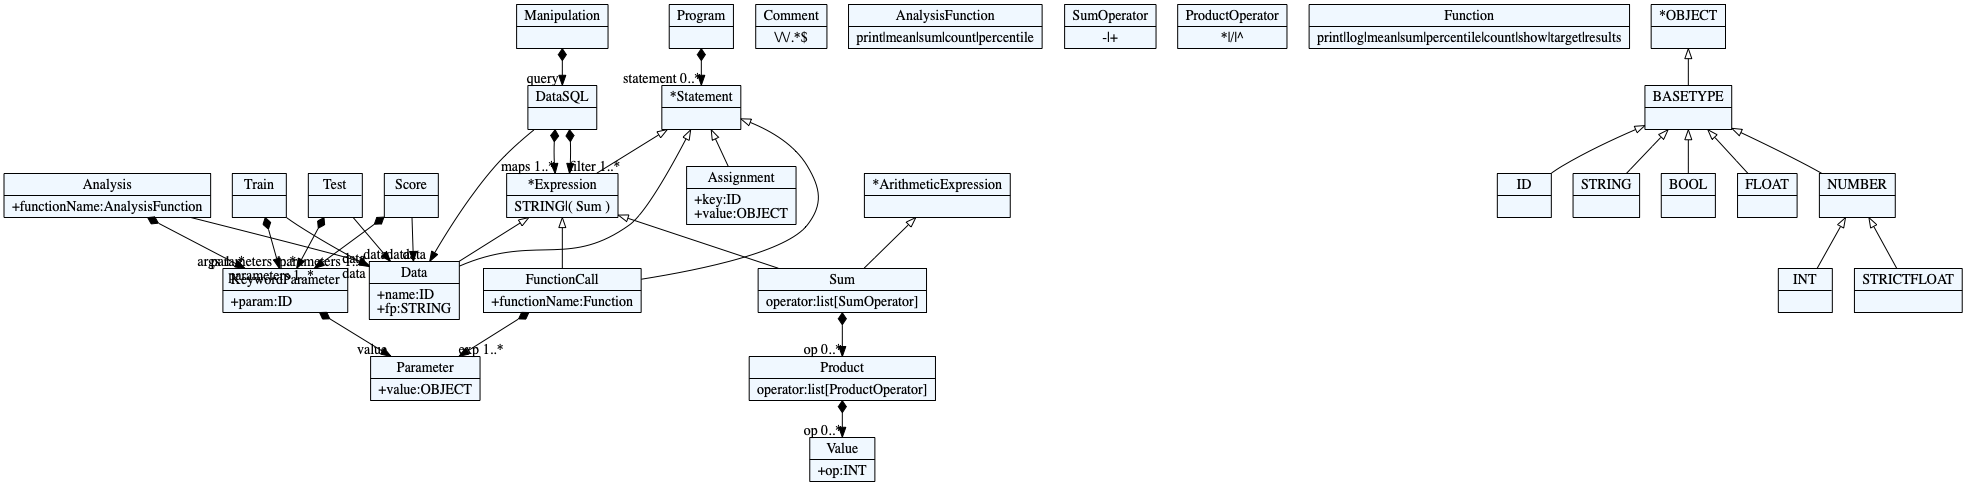 Manipulation
Program
Comment
\/\/.*$
AnalysisFunction
print|mean|sum|count|percentile
SumOperator
-|+
ProductOperator
*|/|^
Function
print|log|mean|sum|percentile|count|show|target|results
*OBJECT
query
statement 0..*
DataSQL
*Statement
BASETYPE
maps 1..*
filter 1..*
Analysis
+functionName:AnalysisFunction
Train
Test
Score
*Expression
STRING|( Sum )
Assignment
+key:ID
+value:OBJECT
*ArithmeticExpression
ID
STRING
BOOL
FLOAT
NUMBER
parameters 1..*
data
data
data
data
parameters 1..*
KeywordParameter
+param:ID
Data
+name:ID
+fp:STRING
FunctionCall
+functionName:Function
Sum
operator:list[SumOperator]
INT
STRICTFLOAT
value
exp 1..*
op 0..*
Parameter
+value:OBJECT
Product
operator:list[ProductOperator]
op 0..*
Value
+op:INT